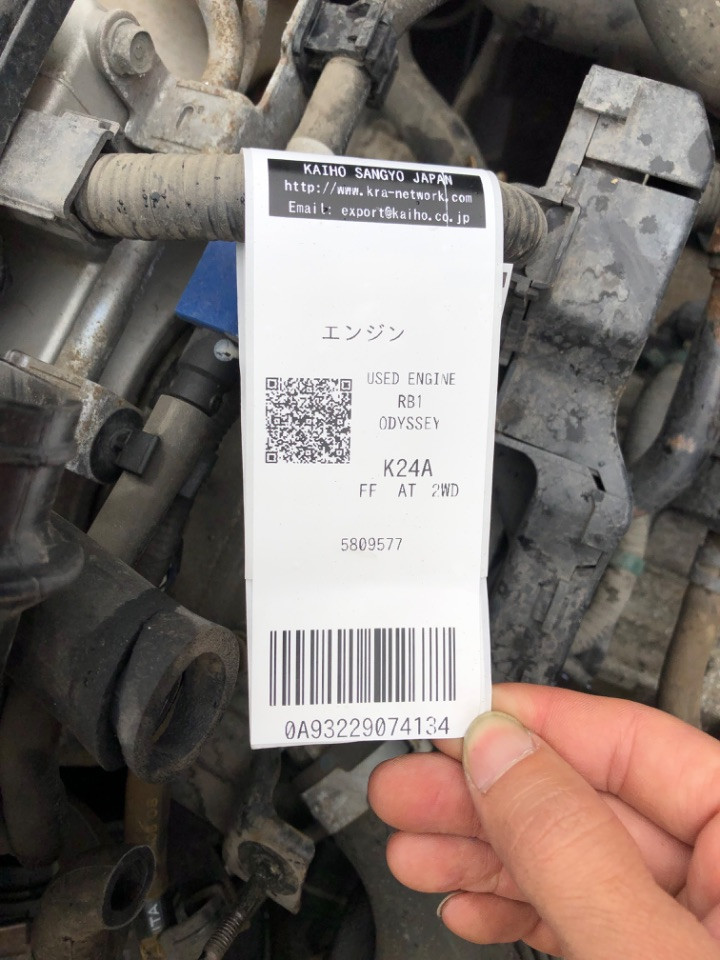 KAIHO SANGYO JAPAN
http://www.kra-network.com
Email: export@kaiho.co.jp
エンジン
USED ENGINE
RB1
ODYSSEY
K24A
FF AT 2WD
5809577
0A93229074134